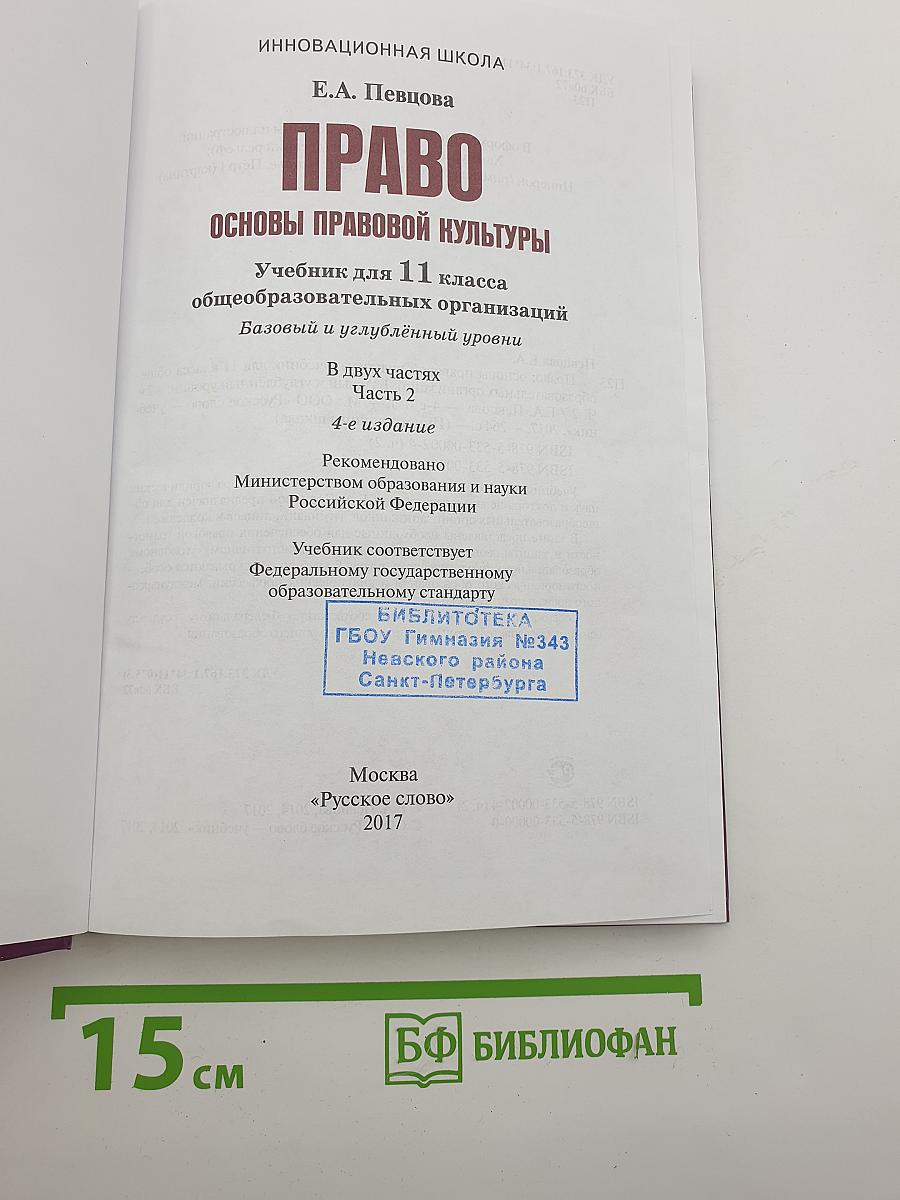 ИННОВАЦИОННАЯ ШКОЛА
Е.А. Певцова
ПРАВО
ОСНОВЫ ПРАВОВОЙ КУЛЬТУРЫ
Учебник для 11 класса
общеобразовательных организаций
Базовый и углублённый уровни
В двух частях
Часть 2
4-е издание
Рекомендовано
Министерством образования и науки
Российской Федерации
Учебник соответствует
Федеральному государственному
образовательному стандарту
БИБЛИТОТЕКА
ГБОУ Гимназия №343
Невского района
Санкт-Петербурга
Москва
«Русское слово»
2017
15 см
БФ БИБЛИОФАН